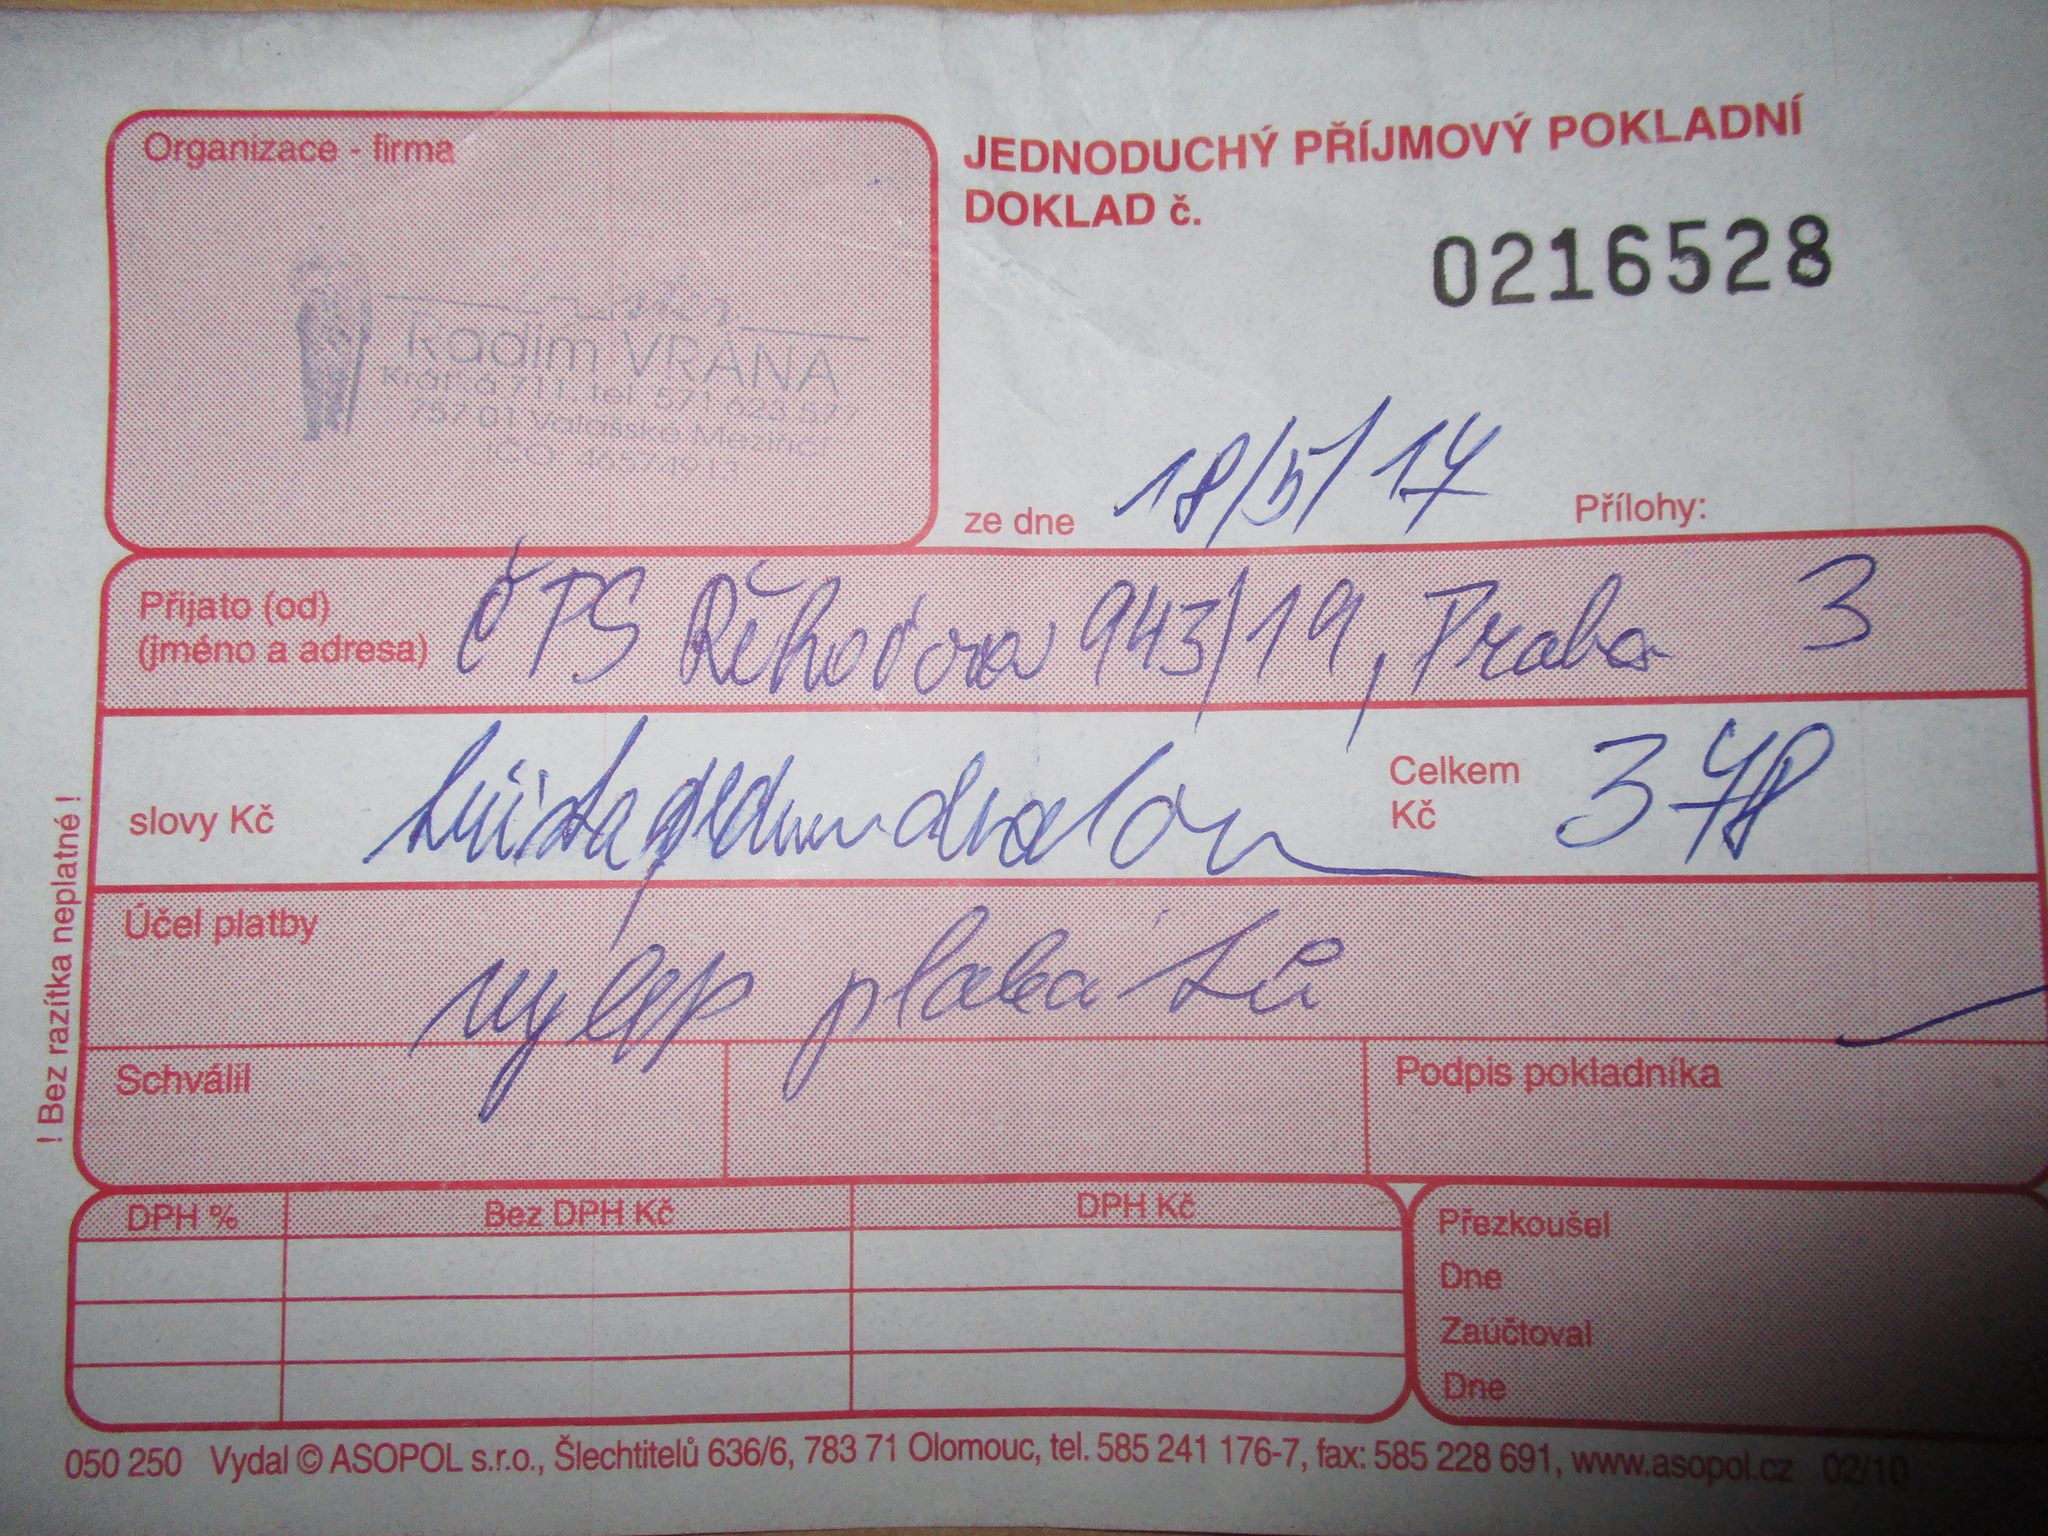 Organizace - firma
JEDNODUCHÝ PŘÍJMOVÝ POKLADNÍ
DOKLAD č.
0216528
Radim VRÁNA
711, tel. 571 623 577
757 01 Valašské Meziříčí
IČO
ze dne 18/5/17 Přílohy:
Přijato (od)
(jméno a adresa)
ČPS Řehořova 943/19, Praha 3
slovy Kč
třista sedmdesát osm
Celkem
Kč
378
Účel platby
výlep plakátů
Schválil
Podpis pokladníka
! Bez razítka neplatné !
DPH % Bez DPH Kč DPH Kč
Přezkoušel
Dne
Zaúčtoval
Dne
050 250 Vydal © ASOPOL s.r.o., Šlechtitelů 636/6, 783 71 Olomouc, tel. 585 241 176-7, fax: 585 228 691, www.asopol.cz 02/10